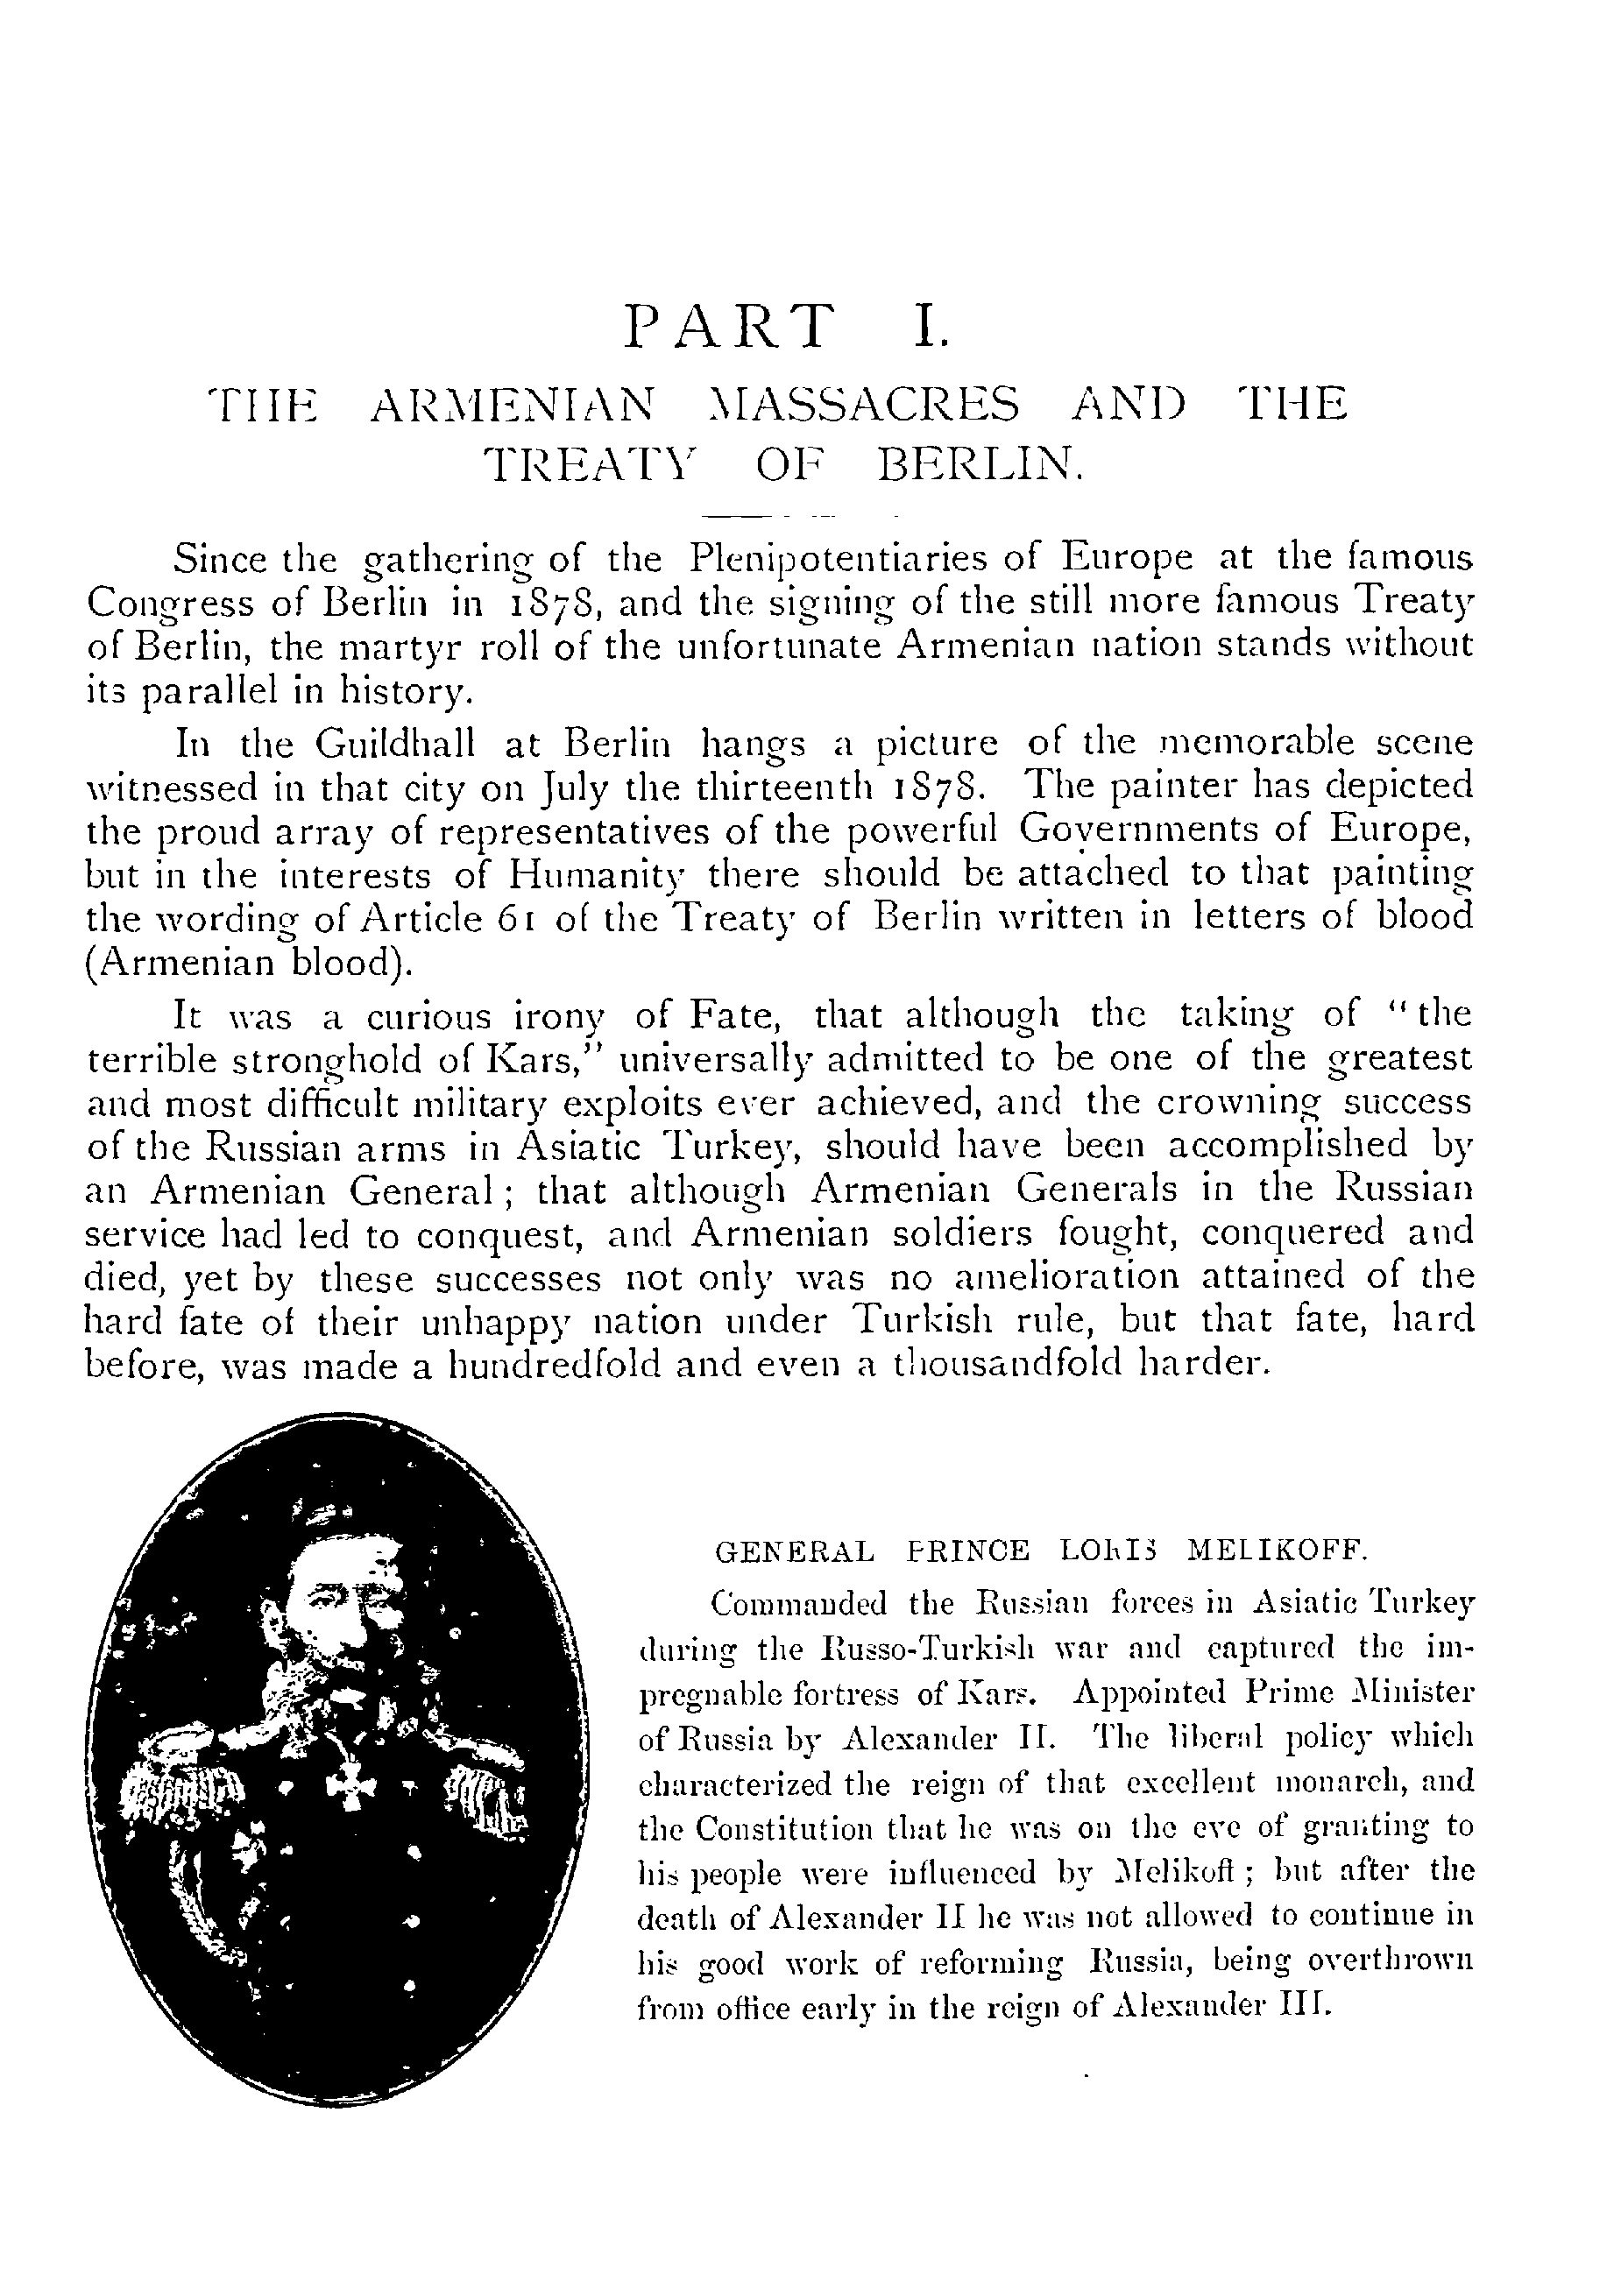 PART I.
THE ARMENIAN MASSACRES AND THE
TREATY OF BERLIN.
Since the gathering of the Plenipotentiaries of Europe at the famous
Congress of Berlin in 1878, and the signing of the still more famous Treaty
of Berlin, the martyr roll of the unfortunate Armenian nation stands without
its parallel in history.
In the Guildhall at Berlin hangs a picture of the memorable scene
witnessed in that city on July the thirteenth 1878. The painter has depicted
the proud array of representatives of the powerful Governments of Europe,
but in the interests of Humanity there should be attached to that painting
the wording of Article 61 of the Treaty of Berlin written in letters of blood
(Armenian blood).
It was a curious irony of Fate, that although the taking of “the
terrible stronghold of Kars,” universally admitted to be one of the greatest
and most difficult military exploits ever achieved, and the crowning success
of the Russian arms in Asiatic Turkey, should have been accomplished by
an Armenian General; that although Armenian Generals in the Russian
service had led to conquest, and Armenian soldiers fought, conquered and
died, yet by these successes not only was no amelioration attained of the
hard fate of their unhappy nation under Turkish rule, but that fate, hard
before, was made a hundredfold and even a thousandfold harder.
GENERAL PRINCE LORIS MELIKOFF.
Commanded the Russian forces in Asiatic Turkey
during the Russo-Turkish war and captured the im-
pregnable fortress of Kars. Appointed Prime Minister
of Russia by Alexander II. The liberal policy which
characterized the reign of that excellent monarch, and
the Constitution that he was on the eve of granting to
his people were influenced by Melikoff; but after the
death of Alexander II he was not allowed to continue in
his good work of reforming Russia, being overthrown
from office early in the reign of Alexander III.